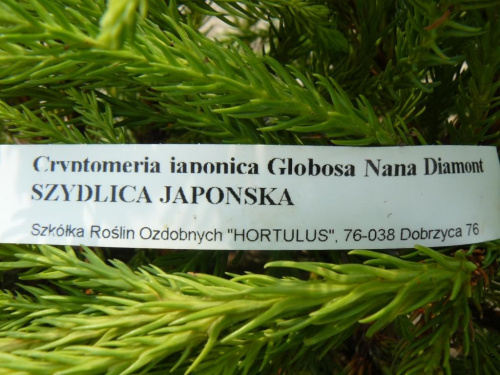 Cryptomeria japonica Globosa Nana Diamont
SZYDLICA JAPONSKA
Szkółka Roślin Ozdobnych "HORTULUS", 76-038 Dobrzyca 76